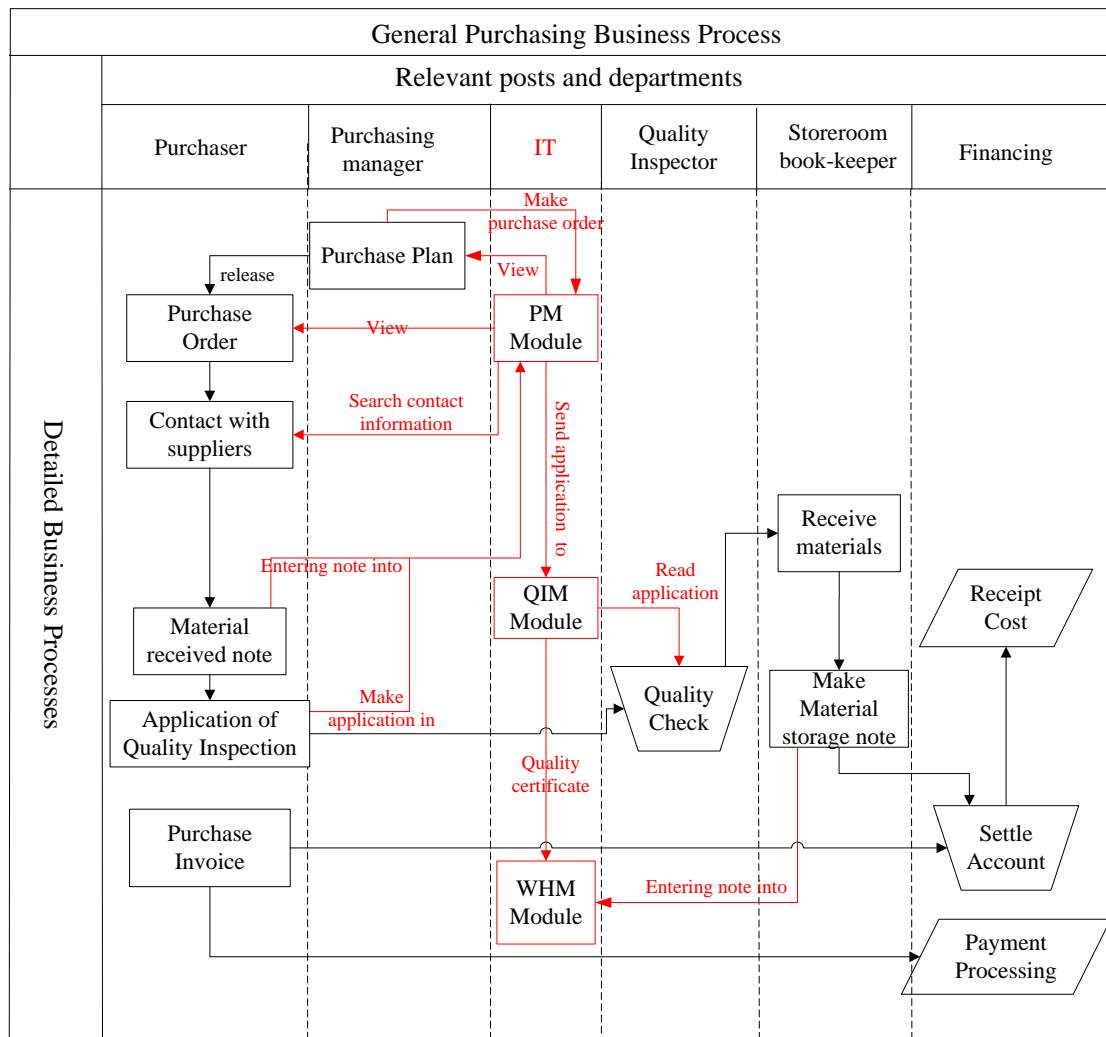 General Purchasing Business Process
Relevant posts and departments
Purchaser
Purchasing
manager
IT
Quality
Inspector
Storeroom
book-keeper
Financing
Detailed Business Processes
Make
purchase order
Purchase Plan
View
release
Purchase
Order
View
PM
Module
Contact with
suppliers
Search contact
information
Send application to
Receive
materials
Entering note into
QIM
Module
Read
application
Receipt
Cost
Material
received note
Quality
Check
Make
Material
storage note
Application of
Quality Inspection
Make
application in
Quality
certificate
Purchase
Invoice
Settle
Account
WHM
Module
Entering note into
Payment
Processing